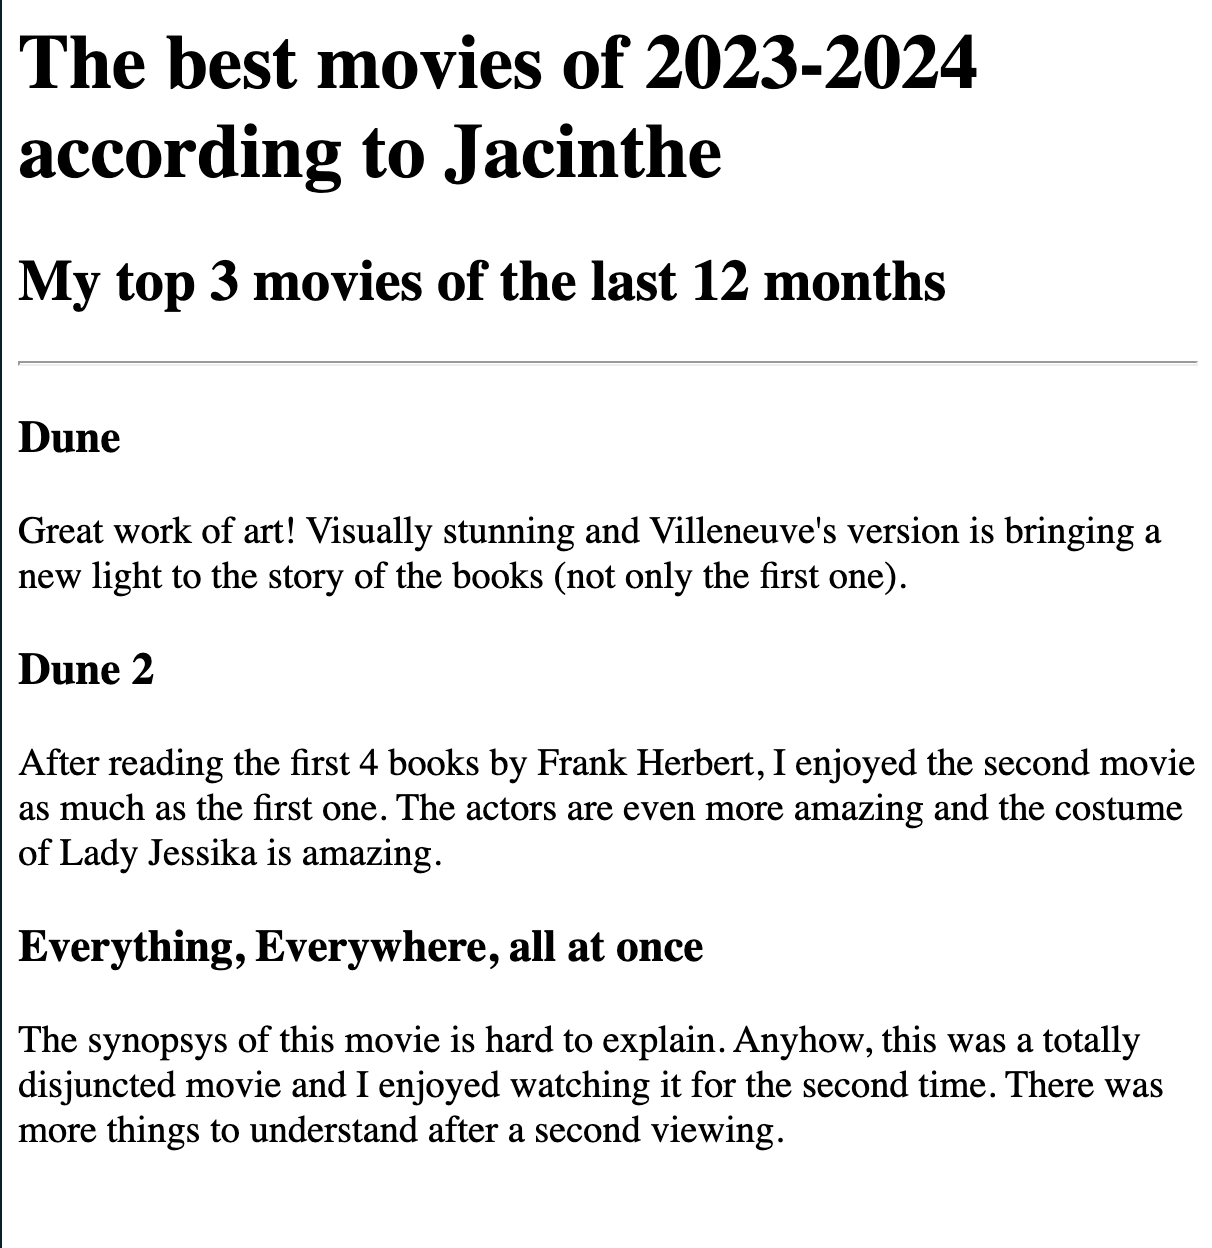 The best movies of 2023-2024
according to Jacinthe
My top 3 movies of the last 12 months
Dune
Great work of art! Visually stunning and Villeneuve's version is bringing a
new light to the story of the books (not only the first one).
Dune 2
After reading the first 4 books by Frank Herbert, I enjoyed the second movie
as much as the first one. The actors are even more amazing and the costume
of Lady Jessika is amazing.
Everything, Everywhere, all at once
The synopsys of this movie is hard to explain. Anyhow, this was a totally
disjuncted movie and I enjoyed watching it for the second time. There was
more things to understand after a second viewing.